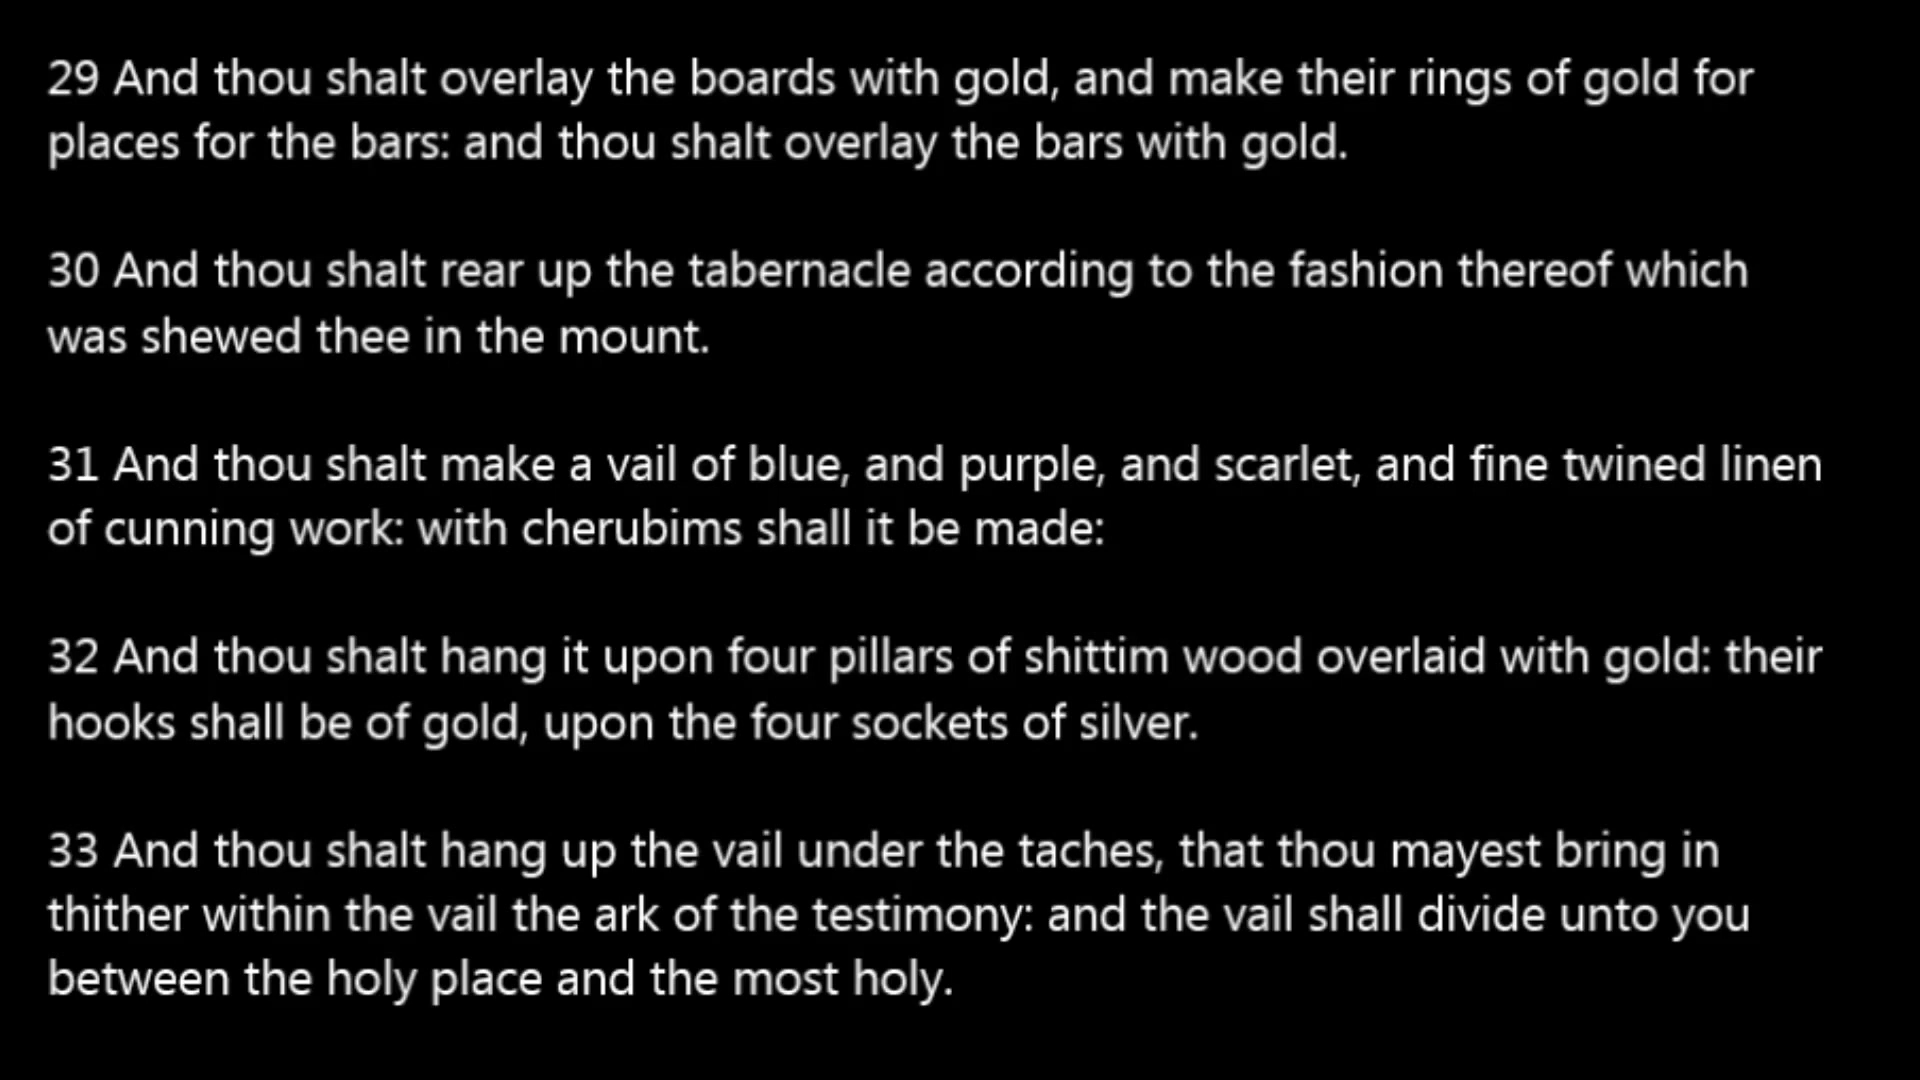 29 And thou shalt overlay the boards with gold, and make their rings of gold for
places for the bars: and thou shalt overlay the bars with gold.
30 And thou shalt rear up the tabernacle according to the fashion thereof which
was shewed thee in the mount.
31 And thou shalt make a vail of blue, and purple, and scarlet, and fine twined linen
of cunning work: with cherubims shall it be made:
32 And thou shalt hang it upon four pillars of shittim wood overlaid with gold: their
hooks shall be of gold, upon the four sockets of silver.
33 And thou shalt hang up the vail under the taches, that thou mayest bring in
thither within the vail the ark of the testimony: and the vail shall divide unto you
between the holy place and the most holy.